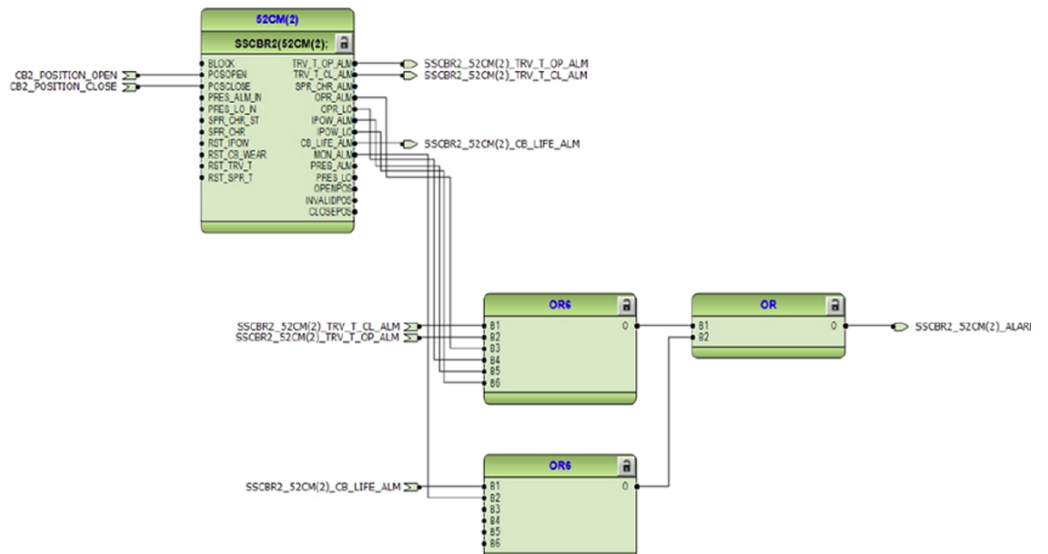 52CM(2)
SSCBR2(52CM(2);
CB2_POSITION_OPEN
CB2_POSITION_CLOSE
BLOCK
POSOPEN
POSCLOSE
PRES_ALM_IN
PRES_LO_IN
SPR_CHR_ST
SPR_CHR
RST_IPOW
RST_CB_WEAR
RST_TRV_T
RST_SPR_T
TRV_T_OP_ALM
TRV_T_CL_ALM
SPR_CHR_ALM
OPR_ALM
OPR_LO
IPOW_ALM
IPOW_LO
CB_LIFE_ALM
MON_ALM
PRES_ALM
PRES_LO
OPENPOS
INVALIDPOS
CLOSEPOS
SSCBR2_52CM(2)_TRV_T_OP_ALM
SSCBR2_52CM(2)_TRV_T_CL_ALM
SSCBR2_52CM(2)_CB_LIFE_ALM
OR6
SSCBR2_52CM(2)_TRV_T_CL_ALM
SSCBR2_52CM(2)_TRV_T_OP_ALM
B1
B2
B3
B4
B5
B6
O
OR
B1
B2
O
SSCBR2_52CM(2)_ALARI
OR6
SSCBR2_52CM(2)_CB_LIFE_ALM
B1
B2
B3
B4
B5
B6
O